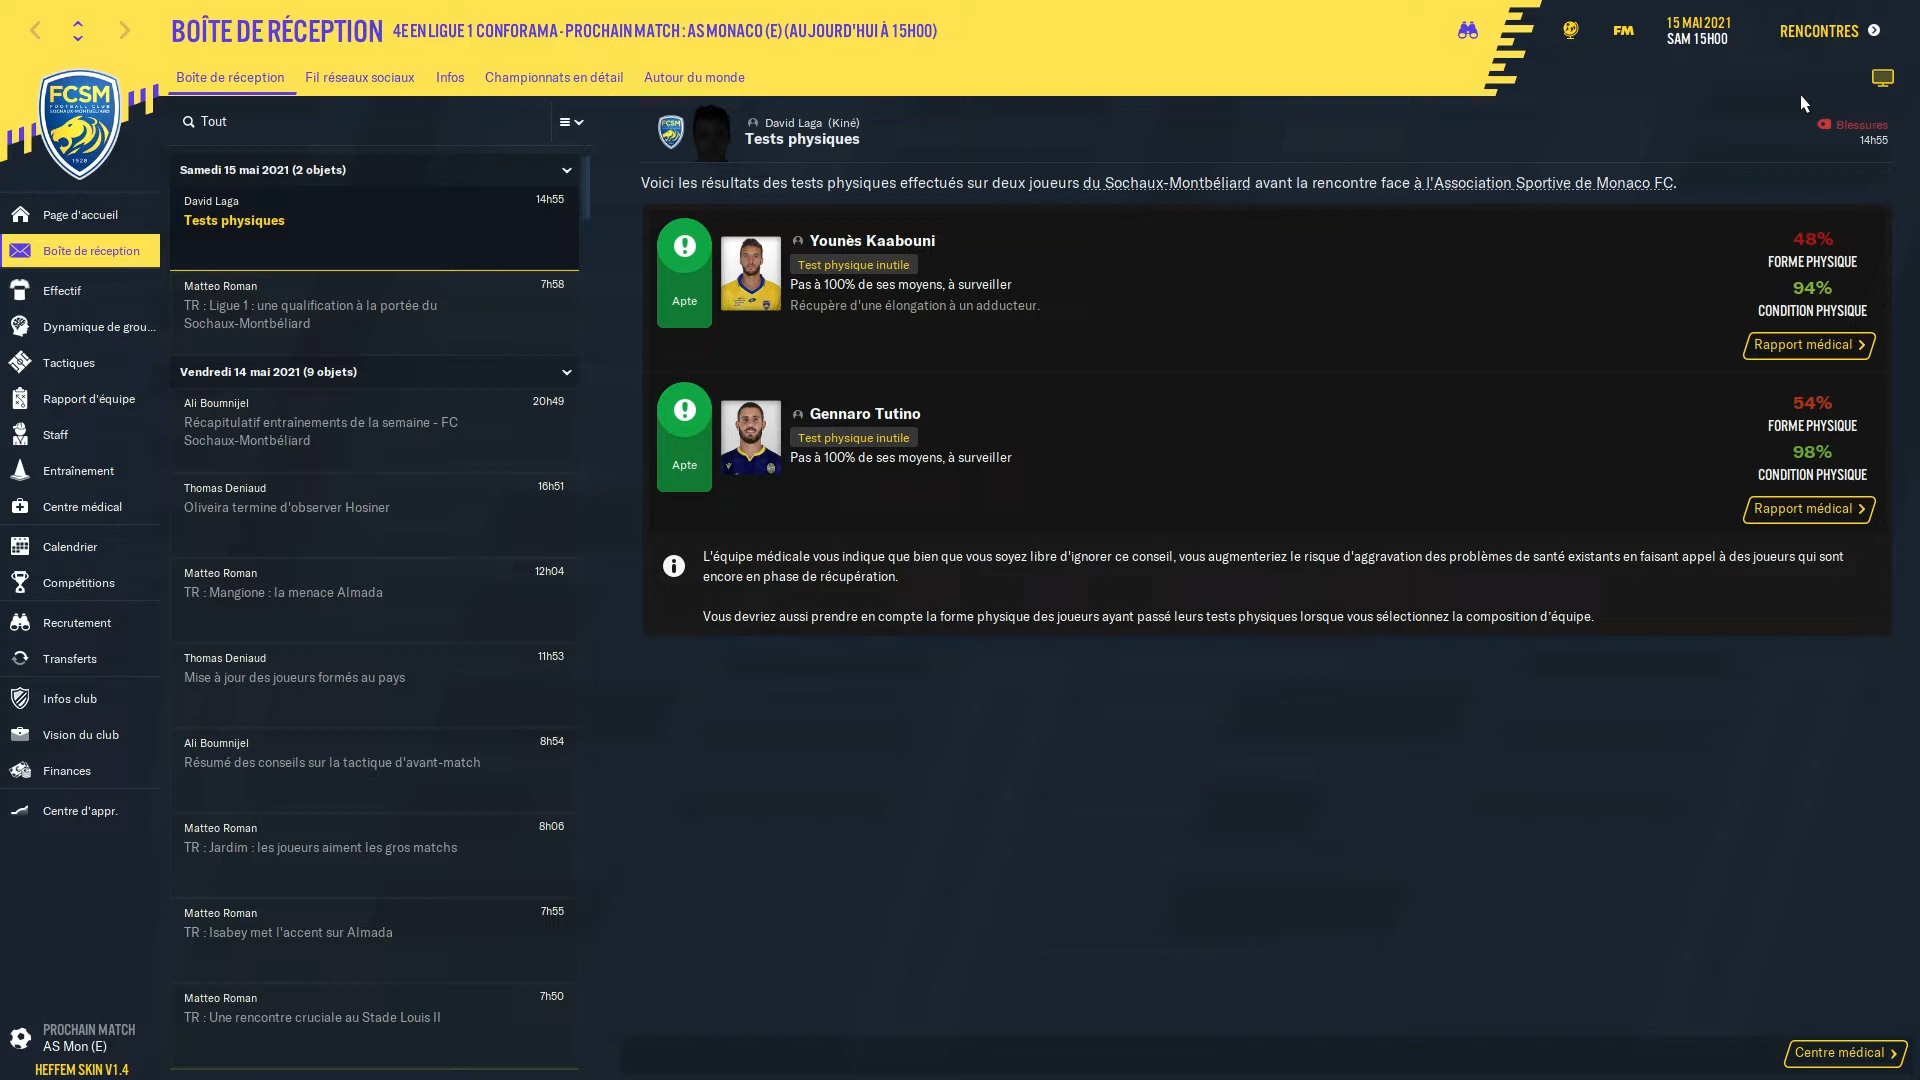 BOÎTE DE RÉCEPTION
4E EN LIGUE 1 CONFORAMA - PROCHAIN MATCH : AS MONACO (E) (AUJOURD'HUI À 15H00)
FM
15 MAI 2021
SAM 15H00
RENCONTRES
Boîte de réception
Fil réseaux sociaux
Infos
Championnats en détail
Autour du monde
FCSM
FOOTBALL CLUB
SOCHAUX-MONTBÉLIARD
1928
Page d'accueil
Boîte de réception
Effectif
Dynamique de grou...
Tactiques
Rapport d'équipe
Staff
Entraînement
Centre médical
Calendrier
Compétitions
Recrutement
Transferts
Infos club
Vision du club
Finances
Centre d'appr.
PROCHAIN MATCH
AS Mon (E)
HEFFEM SKIN V1.4
Tout
Samedi 15 mai 2021 (2 objets)
David Laga 14h55
Tests physiques
Matteo Roman 7h58
TR : Ligue 1 : une qualification à la portée du
Sochaux-Montbéliard
Vendredi 14 mai 2021 (9 objets)
Ali Boumnijel 20h49
Récapitulatif entraînements de la semaine - FC
Sochaux-Montbéliard
Thomas Deniaud 16h51
Oliveira termine d'observer Hosiner
Matteo Roman 12h04
TR : Mangione : la menace Almada
Thomas Deniaud 11h53
Mise à jour des joueurs formés au pays
Ali Boumnijel 8h54
Résumé des conseils sur la tactique d'avant-match
Matteo Roman 8h06
TR : Jardim : les joueurs aiment les gros matchs
Matteo Roman 7h55
TR : Isabey met l'accent sur Almada
Matteo Roman 7h50
TR : Une rencontre cruciale au Stade Louis II
FCSM
David Laga (Kiné)
Tests physiques
Blessures
14h55
Voici les résultats des tests physiques effectués sur deux joueurs du Sochaux-Montbéliard avant la rencontre face à l'Association Sportive de Monaco FC.
Apte
Younès Kaabouni
Test physique inutile
Pas à 100% de ses moyens, à surveiller
Récupère d'une élongation à un adducteur.
48%
FORME PHYSIQUE
94%
CONDITION PHYSIQUE
Rapport médical
Apte
Gennaro Tutino
Test physique inutile
Pas à 100% de ses moyens, à surveiller
54%
FORME PHYSIQUE
98%
CONDITION PHYSIQUE
Rapport médical
L'équipe médicale vous indique que bien que vous soyez libre d'ignorer ce conseil, vous augmenteriez le risque d'aggravation des problèmes de santé existants en faisant appel à des joueurs qui sont
encore en phase de récupération.
Vous devriez aussi prendre en compte la forme physique des joueurs ayant passé leurs tests physiques lorsque vous sélectionnez la composition d'équipe.
Centre médical